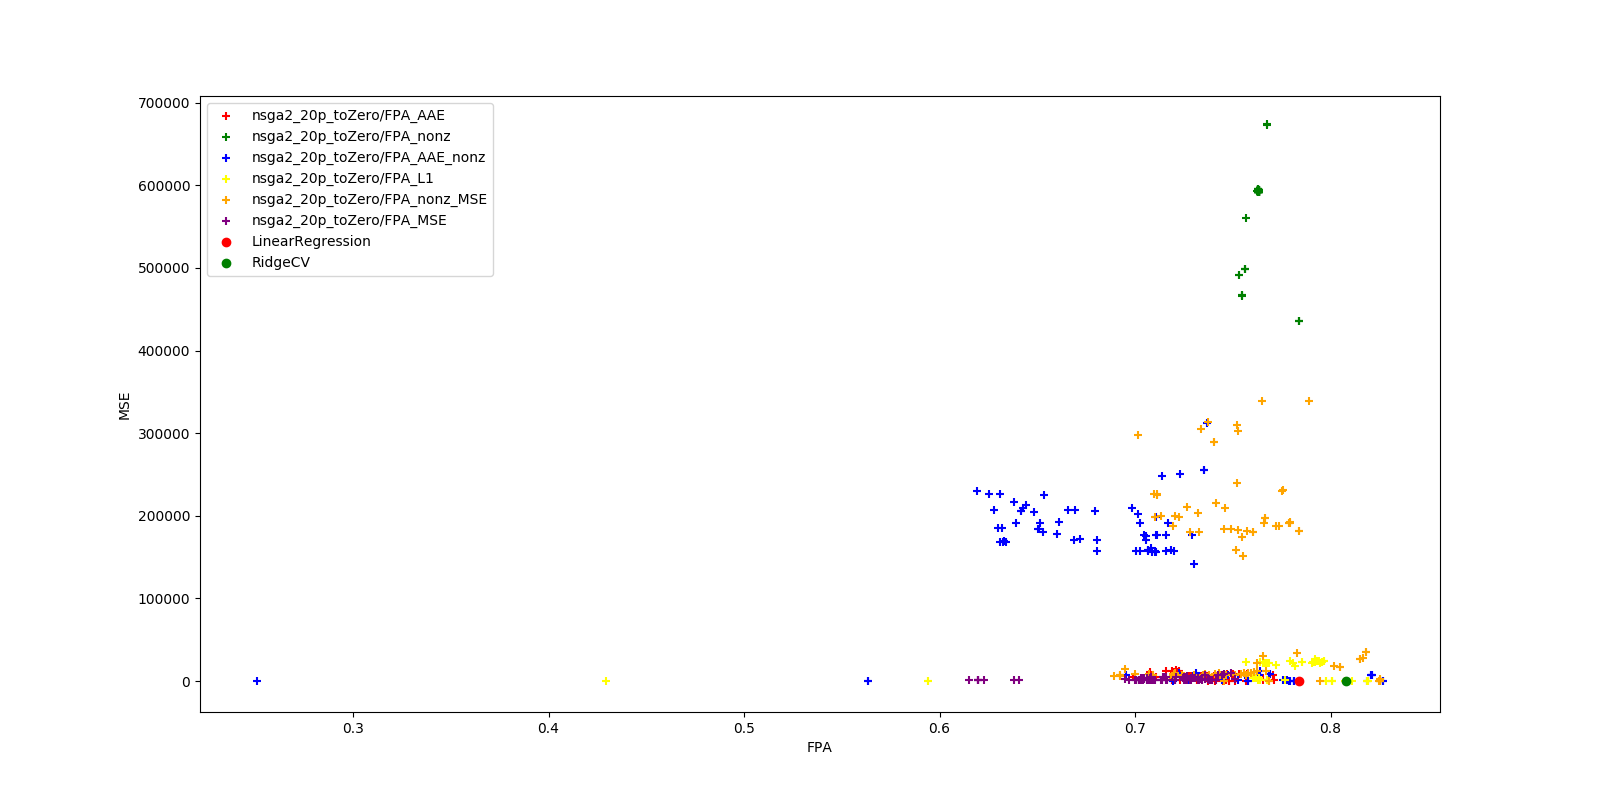 700000
600000
500000
400000
300000
200000
100000
0
MSE
nsga2_20p_toZero/FPA_AAE
nsga2_20p_toZero/FPA_nonz
nsga2_20p_toZero/FPA_AAE_nonz
nsga2_20p_toZero/FPA_L1
nsga2_20p_toZero/FPA_nonz_MSE
nsga2_20p_toZero/FPA_MSE
LinearRegression
RidgeCV
0.3 0.4 0.5 0.6 0.7 0.8
FPA